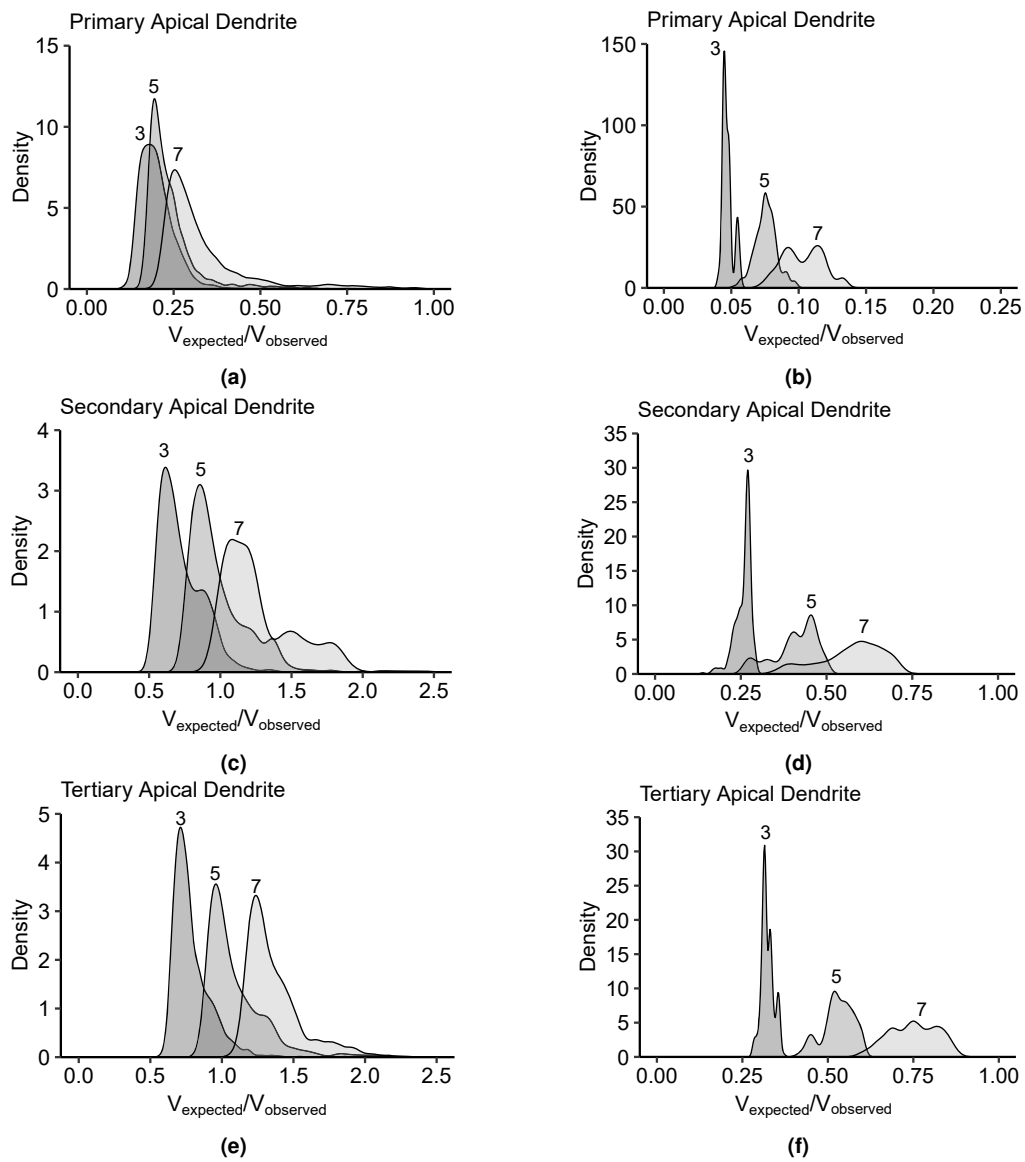 Primary Apical Dendrite
15
10
5
0
Density
3
5
7
0.00 0.25 0.50 0.75 1.00
Vexpected/Vobserved
(a)
Primary Apical Dendrite
150
100
50
0
Density
3
5
7
0.00 0.05 0.10 0.15 0.20 0.25
Vexpected/Vobserved
(b)
Secondary Apical Dendrite
4
3
2
1
0
Density
3
5
7
0.0 0.5 1.0 1.5 2.0 2.5
Vexpected/Vobserved
(c)
Secondary Apical Dendrite
35
30
25
20
15
10
5
0
Density
3
5
7
0.00 0.25 0.50 0.75 1.00
Vexpected/Vobserved
(d)
Tertiary Apical Dendrite
5
4
3
2
1
0
Density
3
5
7
0.0 0.5 1.0 1.5 2.0 2.5
Vexpected/Vobserved
(e)
Tertiary Apical Dendrite
35
30
25
20
15
10
5
0
Density
3
5
7
0.00 0.25 0.50 0.75 1.00
Vexpected/Vobserved
(f)